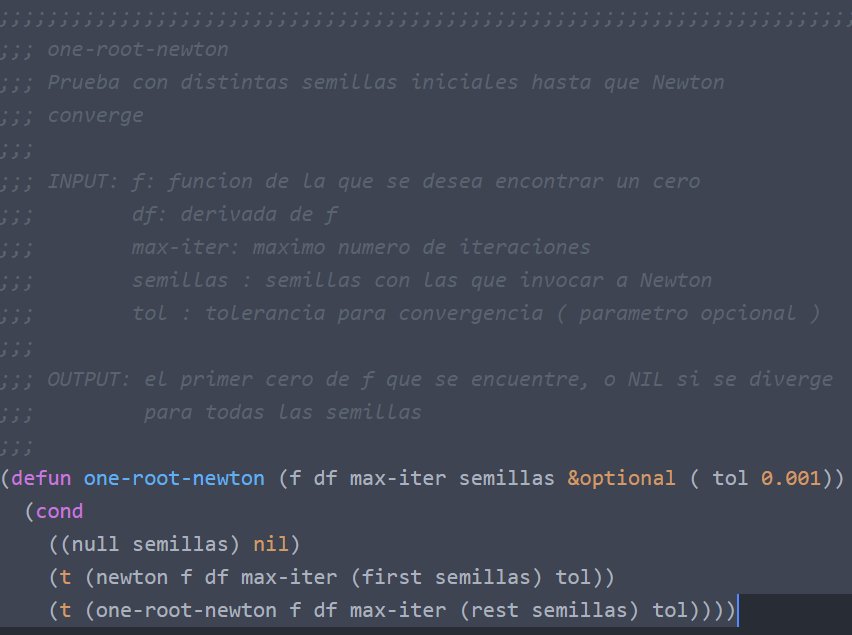 ;;;;;;;;;;;;;;;;;;;;;;;;;;;;;;;;;;;;;;;;;;;;;;;;;;;;;;;;;;;;;;;;;;;;;;;
;;; one-root-newton
;;; Prueba con distintas semillas iniciales hasta que Newton
;;; converge
;;;
;;; INPUT: f: funcion de la que se desea encontrar un cero
;;;        df: derivada de f
;;;        max-iter: maximo numero de iteraciones
;;;        semillas : semillas con las que invocar a Newton
;;;        tol : tolerancia para convergencia ( parametro opcional )
;;;
;;; OUTPUT: el primer cero de f que se encuentre, o NIL si se diverge
;;;         para todas las semillas
;;;
(defun one-root-newton (f df max-iter semillas &optional ( tol 0.001))
  (cond
    ((null semillas) nil)
    (t (newton f df max-iter (first semillas) tol))
    (t (one-root-newton f df max-iter (rest semillas) tol))))